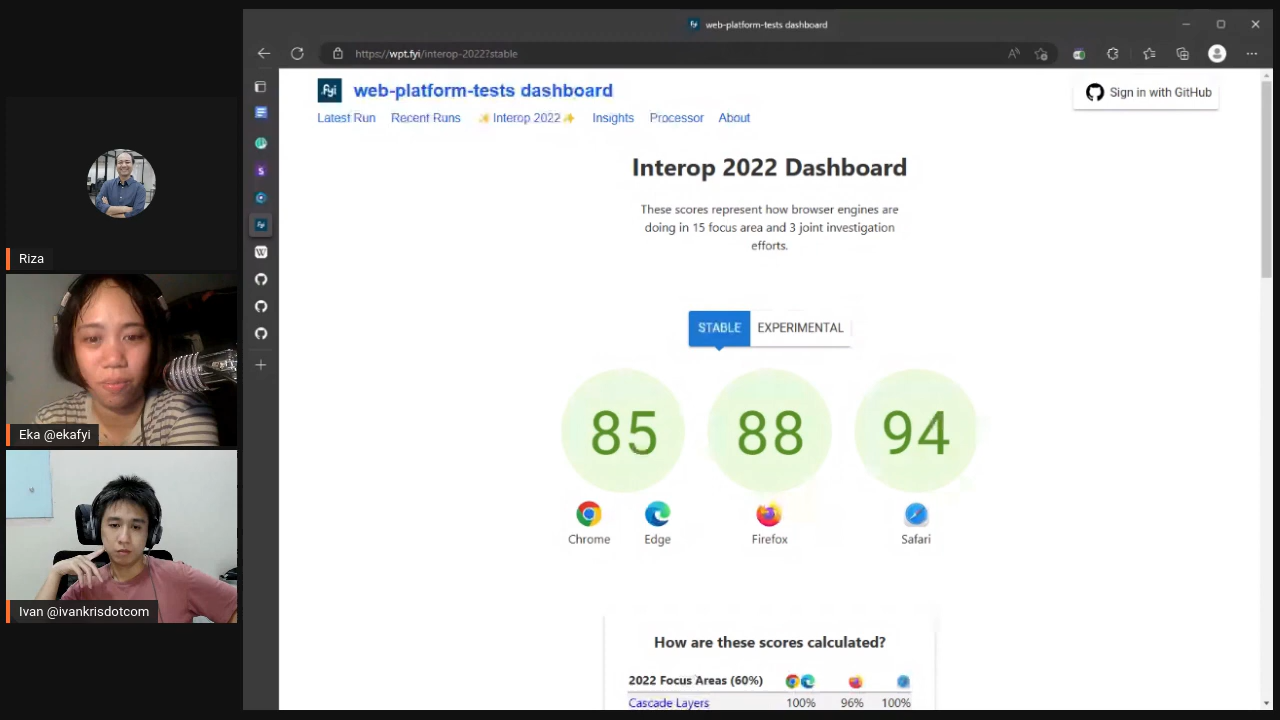 web-platform-tests dashboard
https://wpt.fyi/interop-2022?stable
.fyi
web-platform-tests dashboard
Sign in with GitHub
Latest Run Recent Runs ✨ Interop 2022 ✨ Insights Processor About
Interop 2022 Dashboard
These scores represent how browser engines are
doing in 15 focus area and 3 joint investigation
efforts.
STABLE EXPERIMENTAL
85 88 94
Chrome Edge Firefox Safari
How are these scores calculated?
2022 Focus Areas (60%)
Cascade Layers 100% 96% 100%
Riza
Eka @ekafyi
Ivan @ivankrisdotcom